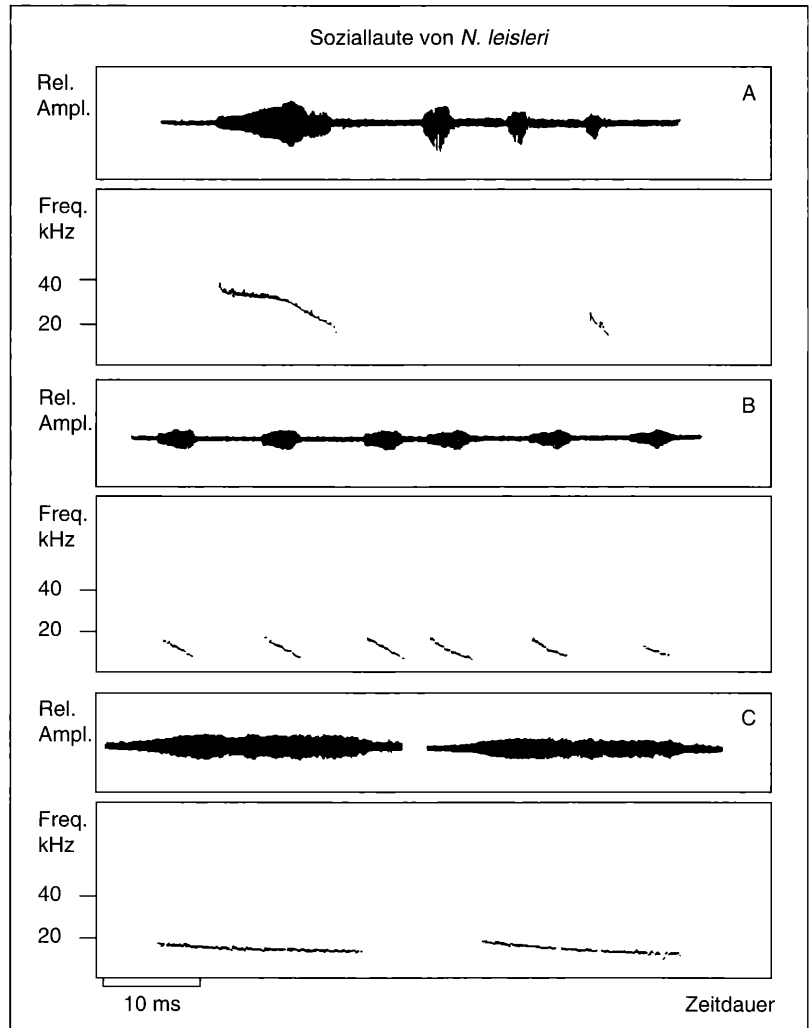 Soziallaute von N. leisleri
Rel.
Ampl.
A
Freq.
kHz
40
20
Rel.
Ampl.
B
Freq.
kHz
40
20
Rel.
Ampl.
C
Freq.
kHz
40
20
10 ms
Zeitdauer